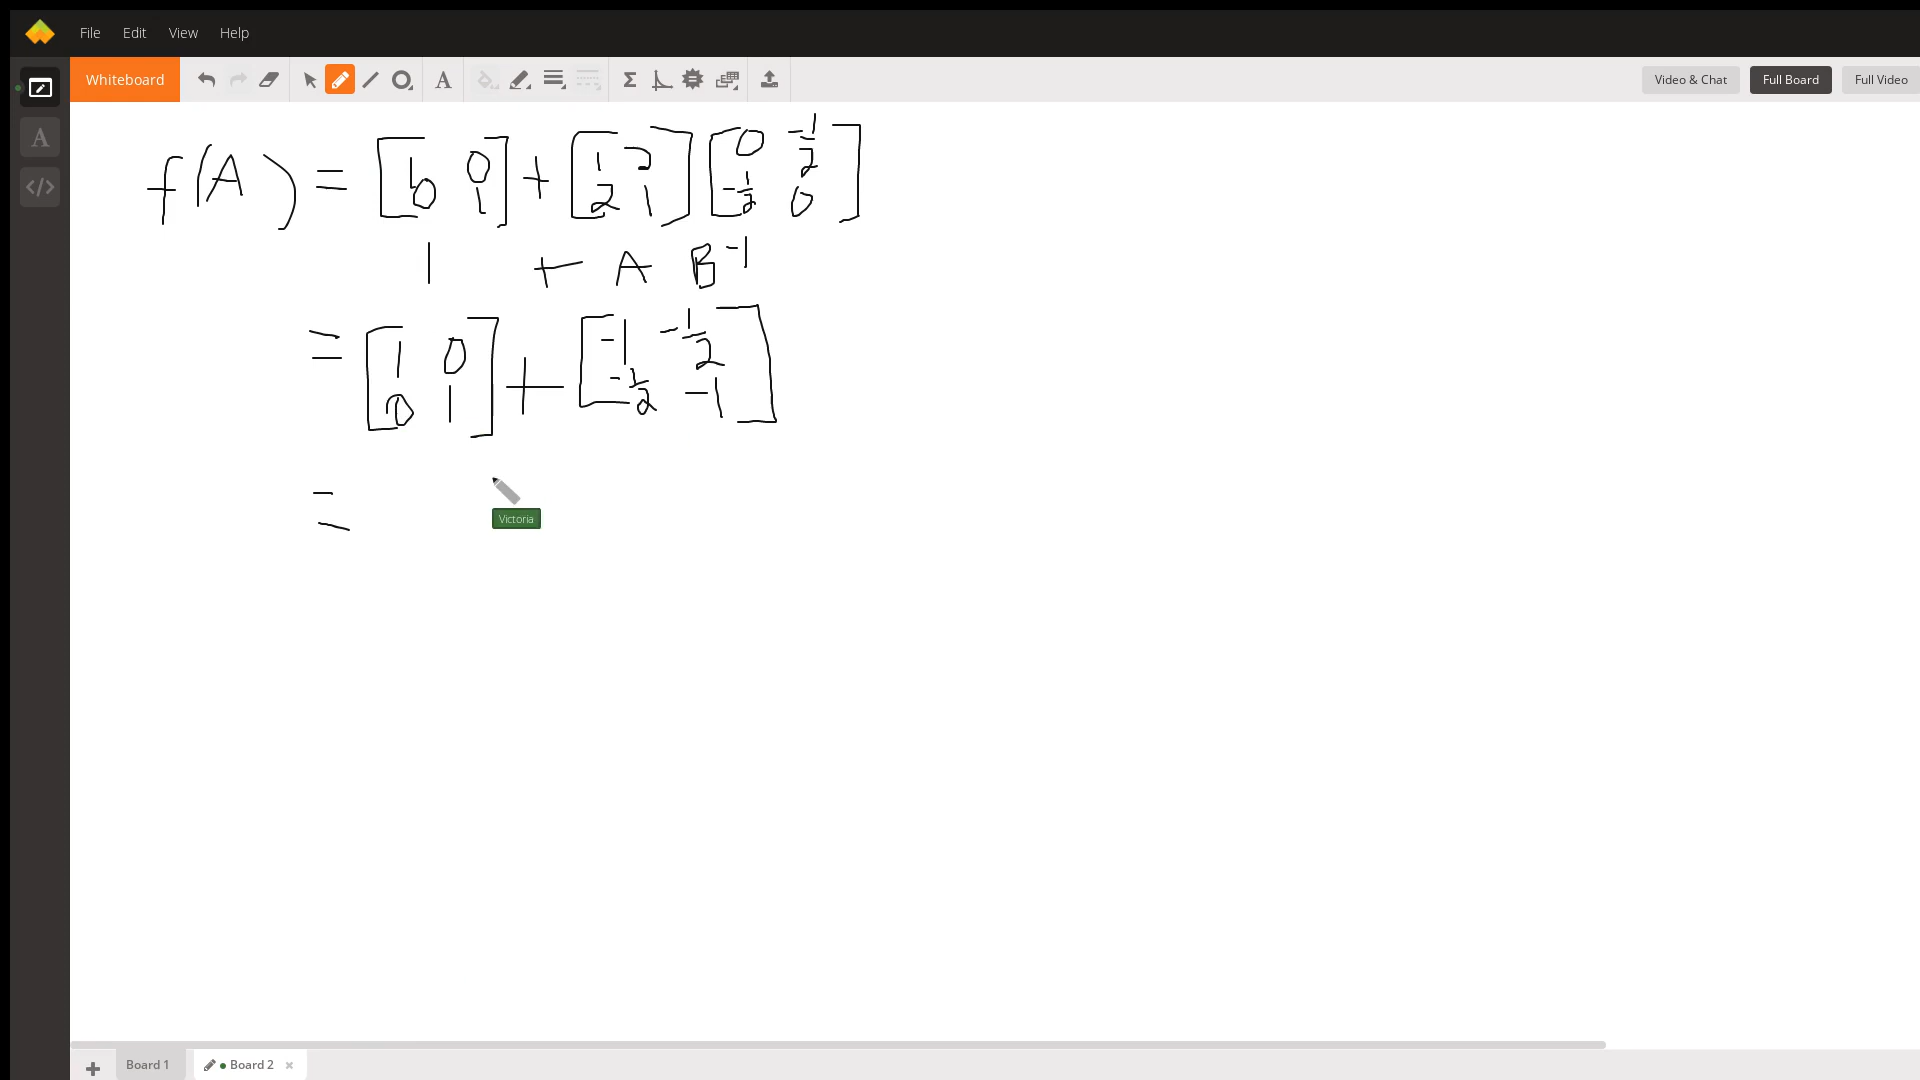 File Edit View Help
Whiteboard A Σ Video & Chat Full Board Full Video
A
</>
f(A) = [1 0; 0 1] + [1 2; 2 1] [0 -1/2; -1/2 0]
1 + A B^-1
= [1 0; 0 1] + [-1 -1/2; -1/2 -1]
=
Victoria
+ Board 1 Board 2 ×